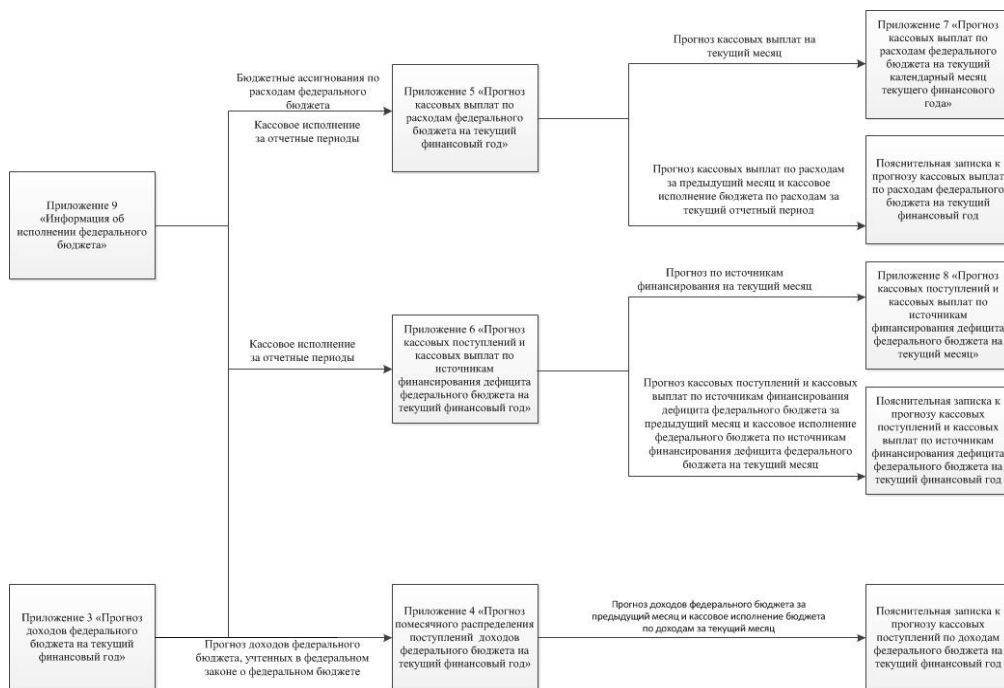 Бюджетные ассигнования по
расходам федерального
бюджета
Кассовое исполнение
за отчетные периоды
Приложение 5 «Прогноз
кассовых выплат по
расходам федерального
бюджета на текущий
финансовый год»
Прогноз кассовых выплат на
текущий месяц
Приложение 7 «Прогноз
кассовых выплат по
расходам федерального
бюджета на текущий
календарный месяц
текущего финансового
года»
Прогноз кассовых выплат по расходам
за предыдущий месяц и кассовое
исполнение бюджета по расходам за
текущий отчетный период
Пояснительная записка к
прогнозу кассовых выплат
по расходам федерального
бюджета на текущий
финансовый год
Приложение 9
«Информация об
исполнении федерального
бюджета»
Кассовое исполнение
за отчетные периоды
Приложение 6 «Прогноз
кассовых поступлений и
кассовых выплат по
источникам
финансирования дефицита
федерального бюджета на
текущий финансовый год»
Прогноз по источникам
финансирования на текущий месяц
Приложение 8 «Прогноз
кассовых поступлений и
кассовых выплат по
источникам
финансирования дефицита
федерального бюджета на
текущий месяц»
Прогноз кассовых поступлений и кассовых
выплат по источникам финансирования
дефицита федерального бюджета за
предыдущий месяц и кассовое исполнение
федерального бюджета по источникам
финансирования дефицита федерального
бюджета на текущий месяц
Пояснительная записка к
прогнозу кассовых
поступлений и кассовых
выплат по источникам
финансирования дефицита
федерального бюджета на
текущий финансовый год
Приложение 3 «Прогноз
доходов федерального
бюджета на текущий
финансовый год»
Прогноз доходов федерального
бюджета, учтенных в федеральном
законе о федеральном бюджете
Приложение 4 «Прогноз
помесячного распределения
поступлений доходов
федерального бюджета на
текущий финансовый год»
Прогноз доходов федерального бюджета за
предыдущий месяц и кассовое исполнение бюджета
по доходам за текущий месяц
Пояснительная записка к
прогнозу кассовых
поступлений по доходам
федерального бюджета на
текущий финансовый год